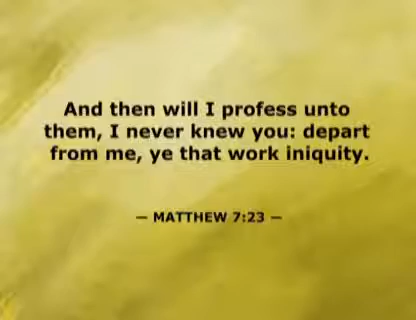 And then will I profess unto
them, I never knew you: depart
from me, ye that work iniquity.
— MATTHEW 7:23 —